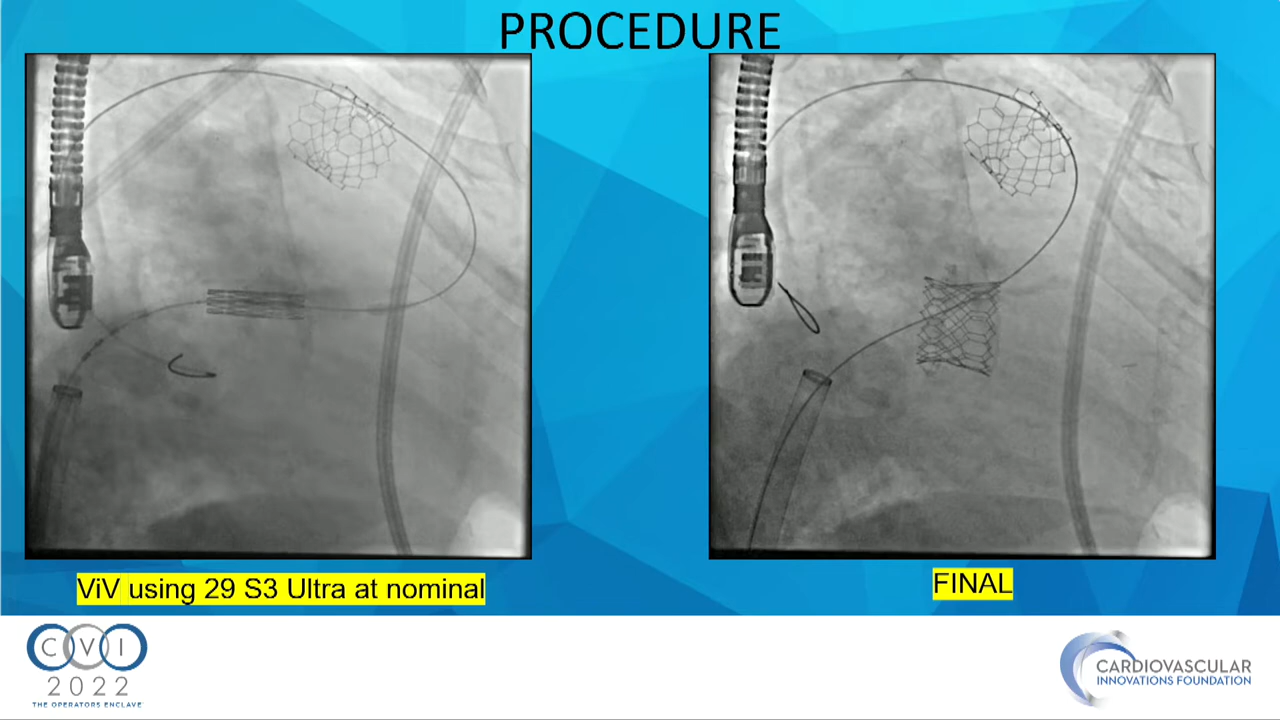 PROCEDURE
ViV using 29 S3 Ultra at nominal
FINAL
CVI
2022
THE OPERATORS ENCLAVE
CARDIOVASCULAR
INNOVATIONS FOUNDATION